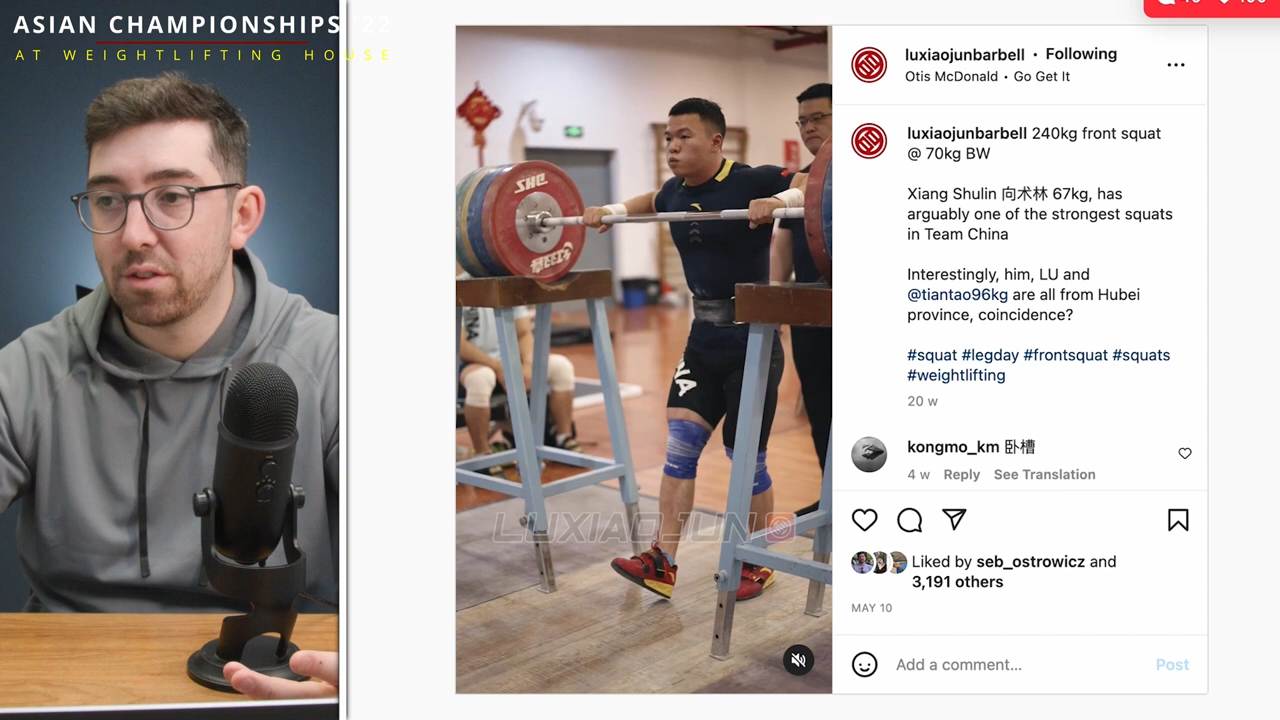 ASIAN CHAMPIONSHIPS '22
AT WEIGHTLIFTING HOUSE
luxiaojunbarbell • Following
Otis McDonald • Go Get It
luxiaojunbarbell 240kg front squat
@ 70kg BW
Xiang Shulin 向术林 67kg, has
arguably one of the strongest squats
in Team China
Interestingly, him, LU and
@tiantao96kg are all from Hubei
province, coincidence?
#squat #legday #frontsquat #squats
#weightlifting
20 w
kongmo_km 卧槽
4 w Reply See Translation
Liked by seb_ostrowicz and
3,191 others
MAY 10
Add a comment... Post
LUXIAOJUN